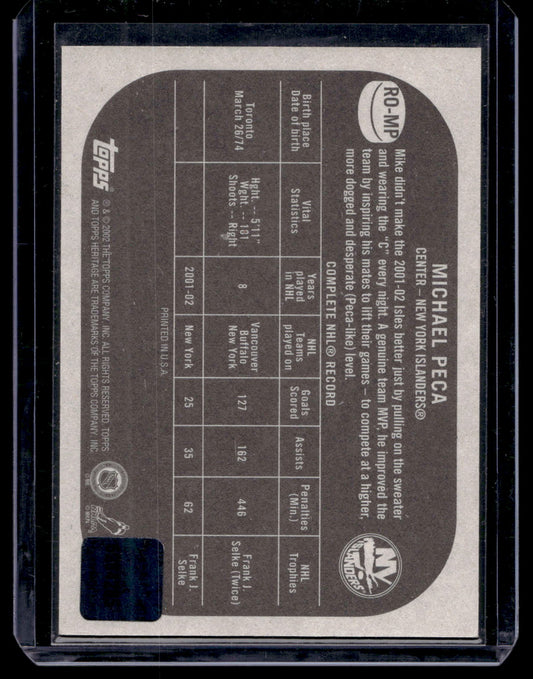 RO-MP
MICHAEL PECA
CENTER – NEW YORK ISLANDERS®
Mike didn't make the 2001-02 Isles better just by pulling on the sweater
and wearing the "C" every night. A genuine team MVP, he improved the
team by inspiring his mates to lift their games – to compete at a higher,
more dogged and desperate (Peca-like) level.
NY
ISLANDERS
COMPLETE NHL® RECORD
Birth place Date of birth Vital Statistics Years played in NHL NHL Teams played on Goals Scored Assists Penalties (Min.) NHL Trophies
Toronto March 26/74 Hght. -- 5'11" Wght. -- 181 Shoots -- Right 8 Vancouver Buffalo New York 127 162 446 Frank J. Selke (Twice)
2001-02 New York 25 35 62 Frank J. Selke
PRINTED IN U.S.A.
topps
® & © 2002 THE TOPPS COMPANY, INC. ALL RIGHTS RESERVED. TOPPS
AND TOPPS HERITAGE ARE TRADEMARKS OF THE TOPPS COMPANY, INC.